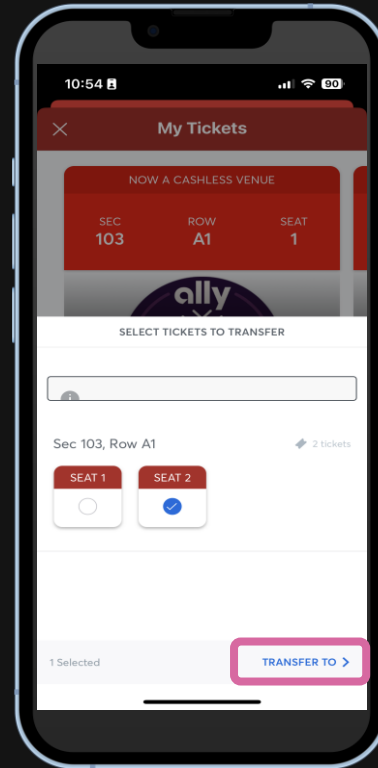 10:54 90
My Tickets
NOW A CASHLESS VENUE
SEC ROW SEAT
103 A1 1
ally
SELECT TICKETS TO TRANSFER
i
Sec 103, Row A1 2 tickets
SEAT 1 SEAT 2
1 Selected TRANSFER TO >